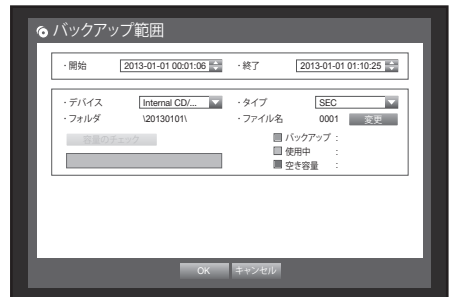 バックアップ範囲
・開始 2013-01-01 00:01:06 ・終了 2013-01-01 01:10:25
・デバイス Internal CD/... ・タイプ SEC
・フォルダ \20130101\ ・ファイル名 0001 変更
容量のチェック バックアップ :
使用中 :
空き容量 :
OK キャンセル